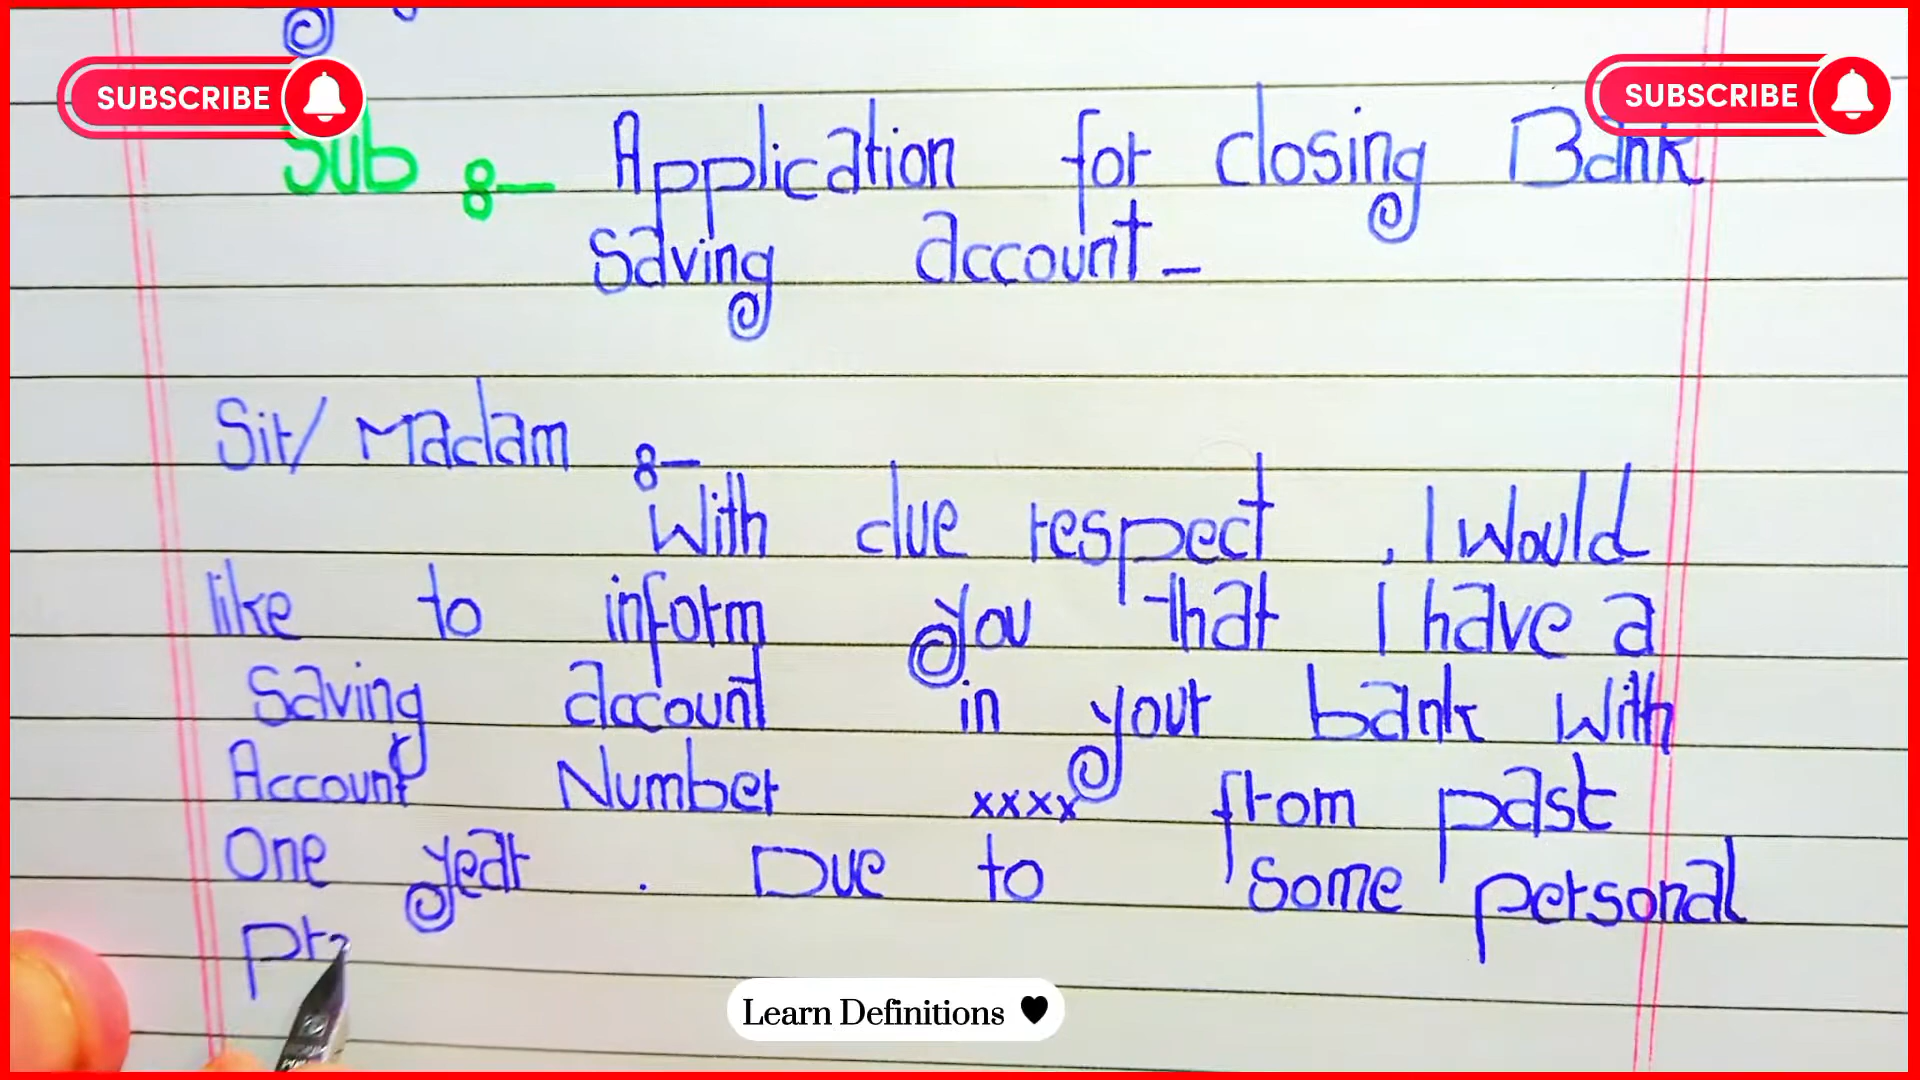 SUBSCRIBE
SUBSCRIBE
Sub :- Application for closing Bank
saving account -
Sir/ Madam :-
With due respect , I would
like to inform you that I have a
saving account in your bank with
Account Number xxxx from past
One year . Due to some personal
Learn Definitions ♥